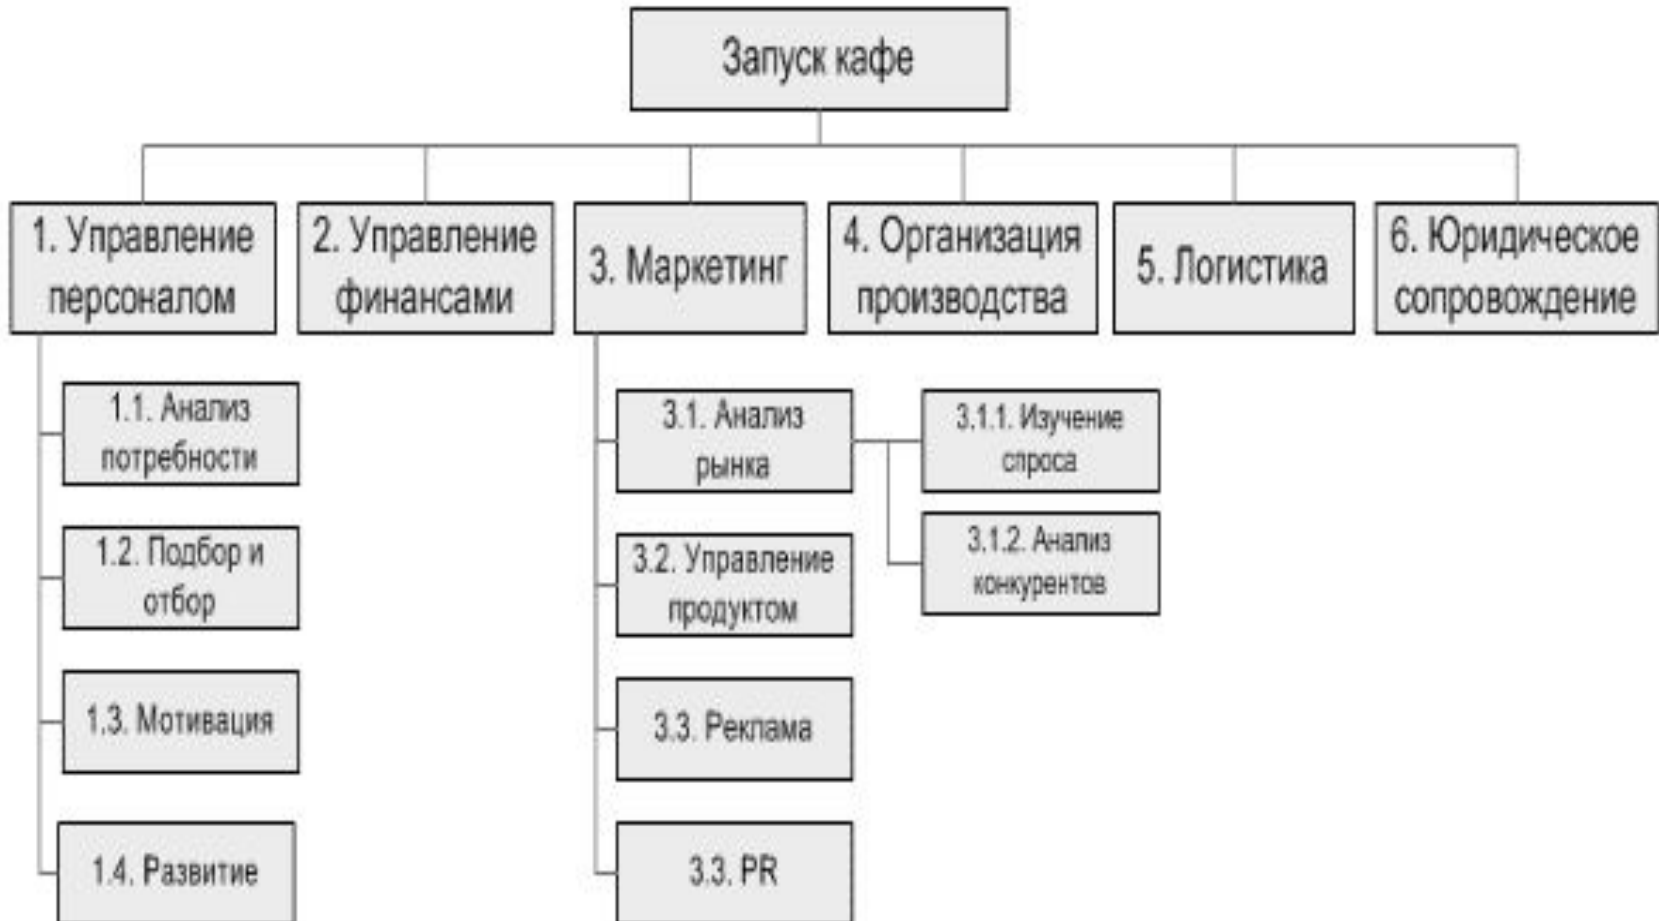 Запуск кафе
1. Управление
персоналом
2. Управление
финансами
3. Маркетинг
4. Организация
производства
5. Логистика
6. Юридическое
сопровождение
1.1. Анализ
потребности
1.2. Подбор и
отбор
1.3. Мотивация
1.4. Развитие
3.1. Анализ
рынка
3.2. Управление
продуктом
3.3. Реклама
3.3. PR
3.1.1. Изучение
спроса
3.1.2. Анализ
конкурентов